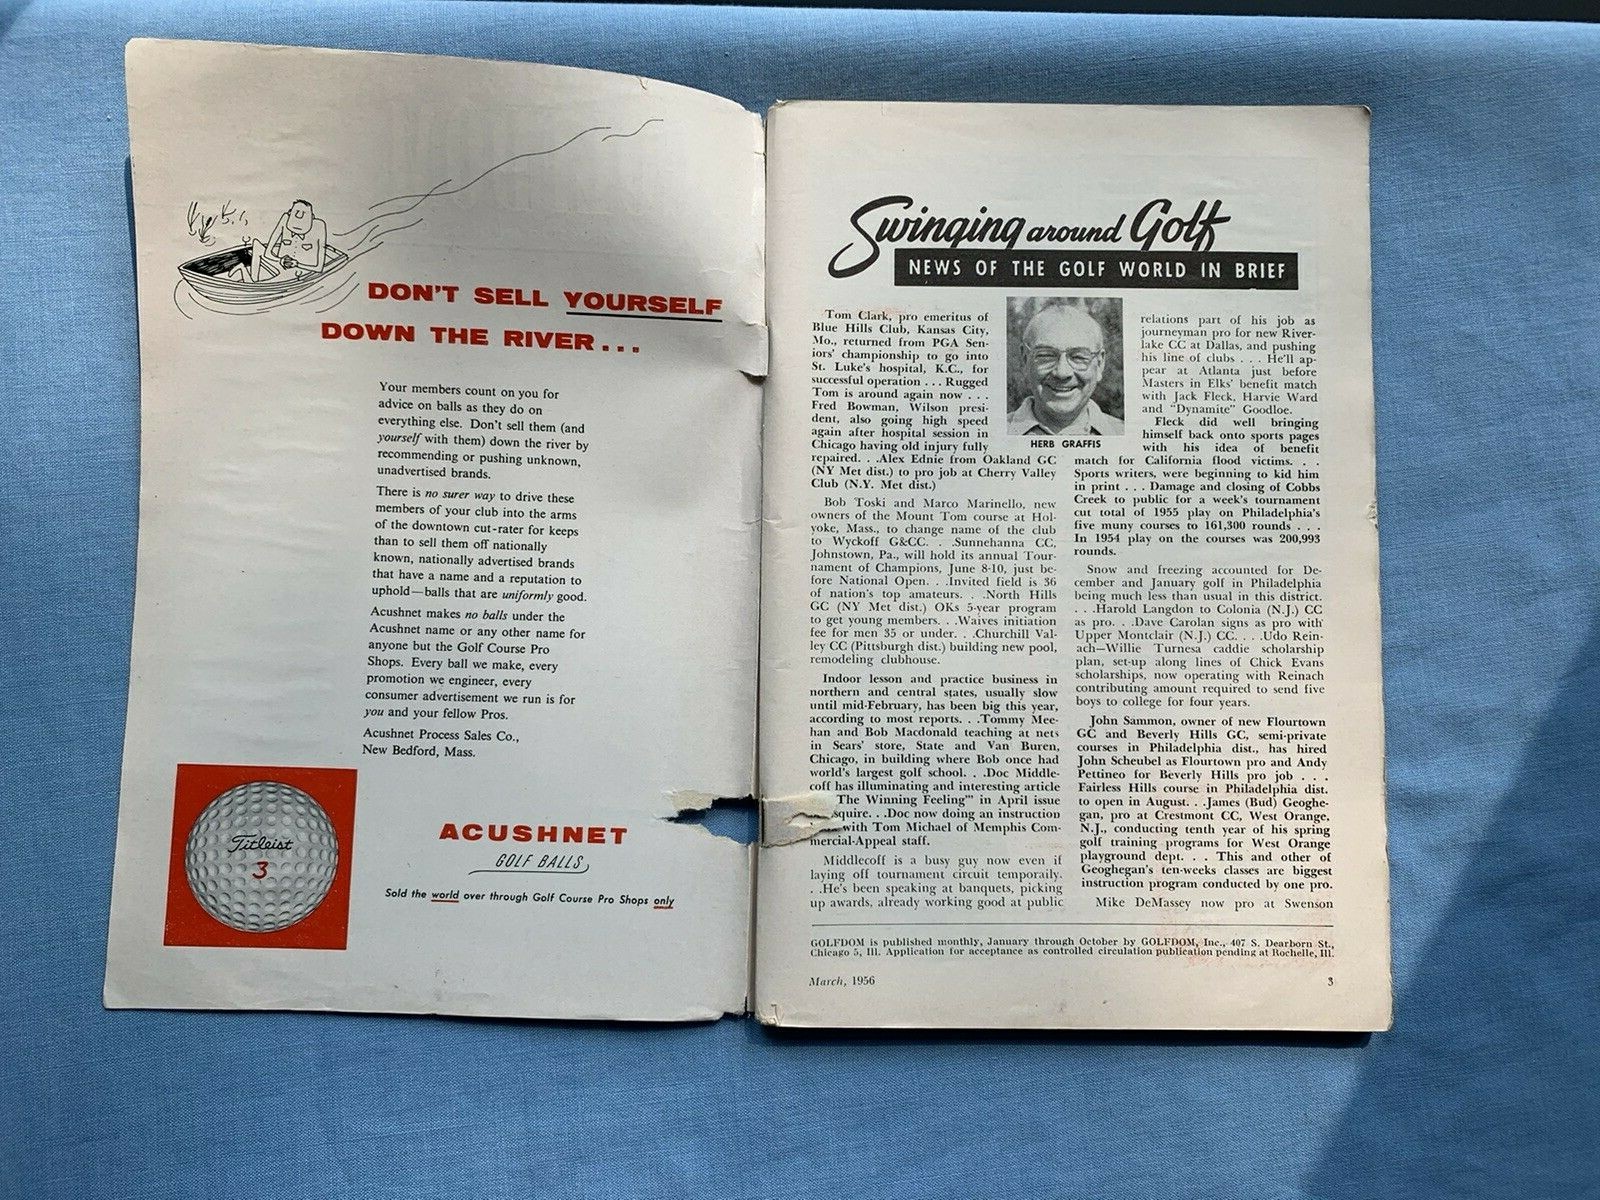 DON'T SELL YOURSELF
DOWN THE RIVER...
Your members count on you for
advice on balls as they do on
everything else. Don't sell them (and
yourself with them) down the river by
recommending or pushing unknown,
unadvertised brands.
There is no surer way to drive these
members of your club into the arms
of the downtown cut-rater for keeps
than to sell them off nationally
known, nationally advertised brands
that have a name and a reputation to
uphold—balls that are uniformly good.
Acushnet makes no balls under the
Acushnet name or any other name for
anyone but the Golf Course Pro
Shops. Every ball we make, every
promotion we engineer, every
consumer advertisement we run is for
you and your fellow Pros.
Acushnet Process Sales Co.,
New Bedford, Mass.
Titleist
3
ACUSHNET
GOLF BALLS
Sold the world over through Golf Course Pro Shops only
Swinging around Golf
NEWS OF THE GOLF WORLD IN BRIEF
Tom Clark, pro emeritus of
Blue Hills Club, Kansas City,
Mo., returned from PGA Sen-
iors' championship to go into
St. Luke's hospital, K.C., for
successful operation . . . Rugged
Tom is around again now . . .
Fred Bowman, Wilson presi-
dent, also going high speed
again after hospital session in
Chicago having old injury fully
repaired. . .Alex Ednie from Oakland GC
(NY Met dist.) to pro job at Cherry Valley
Club (N.Y. Met dist.)
Bob Toski and Marco Marinello, new
owners of the Mount Tom course at Hol-
yoke, Mass., to change name of the club
to Wyckoff G&CC. . .Sunnehanna CC,
Johnstown, Pa., will hold its annual Tour-
nament of Champions, June 8-10, just be-
fore National Open. . .Invited field is 36
of nation's top amateurs. . .North Hills
GC (NY Met dist.) OKs 5-year program
to get young members. . .Waives initiation
fee for men 35 or under. . .Churchill Val-
ley CC (Pittsburgh dist.) building new pool,
remodeling clubhouse.
Indoor lesson and practice business in
northern and central states, usually slow
until mid-February, has been big this year,
according to most reports. . .Tommy Mee-
han and Bob Macdonald teaching at nets
in Sears' store, State and Van Buren,
Chicago, in building where Bob once had
world's largest golf school. . .Doc Middle-
coff has illuminating and interesting article
The Winning Feeling" in April issue
squire. . .Doc now doing an instruction
with Tom Michael of Memphis Com-
mercial-Appeal staff.
Middlecoff is a busy guy now even if
laying off tournament circuit temporaily.
. .He's been speaking at banquets, picking
up awards, already working good at public
HERB GRAFFIS
relations part of his job as
journeyman pro for new River-
lake CC at Dallas, and pushing
his line of clubs . . . He'll ap-
pear at Atlanta just before
Masters in Elks' benefit match
with Jack Fleck, Harvie Ward
and "Dynamite" Goodloe.
Fleck did well bringing
himself back onto sports pages
with his idea of benefit
match for California flood victims. . .
Sports writers, were beginning to kid him
in print . . . Damage and closing of Cobbs
Creek to public for a week's tournament
cut total of 1955 play on Philadelphia's
five muny courses to 161,300 rounds . . .
In 1954 play on the courses was 200,993
rounds.
Snow and freezing accounted for De-
cember and January golf in Philadelphia
being much less than usual in this district.
. . .Harold Langdon to Colonia (N.J.) CC
as pro. . .Dave Carolan signs as pro with
Upper Montclair (N.J.) CC. . . .Udo Rein-
ach—Willie Turnesa caddie scholarship
plan, set-up along lines of Chick Evans
scholarships, now operating with Reinach
contributing amount required to send five
boys to college for four years.
John Sammon, owner of new Flourtown
GC and Beverly Hills GC, semi-private
courses in Philadelphia dist., has hired
John Scheubel as Flourtown pro and Andy
Pettineo for Beverly Hills pro job . . .
Fairless Hills course in Philadelphia dist.
to open in August. . .James (Bud) Geoghe-
gan, pro at Crestmont CC, West Orange,
N.J., conducting tenth year of his spring
golf training programs for West Orange
playground dept. . . This and other of
Geoghegan's ten-weeks classes are biggest
instruction program conducted by one pro.
Mike DeMassey now pro at Swenson
GOLFDOM is published monthly, January through October by GOLFDOM, Inc., 407 S. Dearborn St.,
Chicago 5, Ill. Application for acceptance as controlled circulation publication pending at Rochelle, Ill.
March, 1956
3